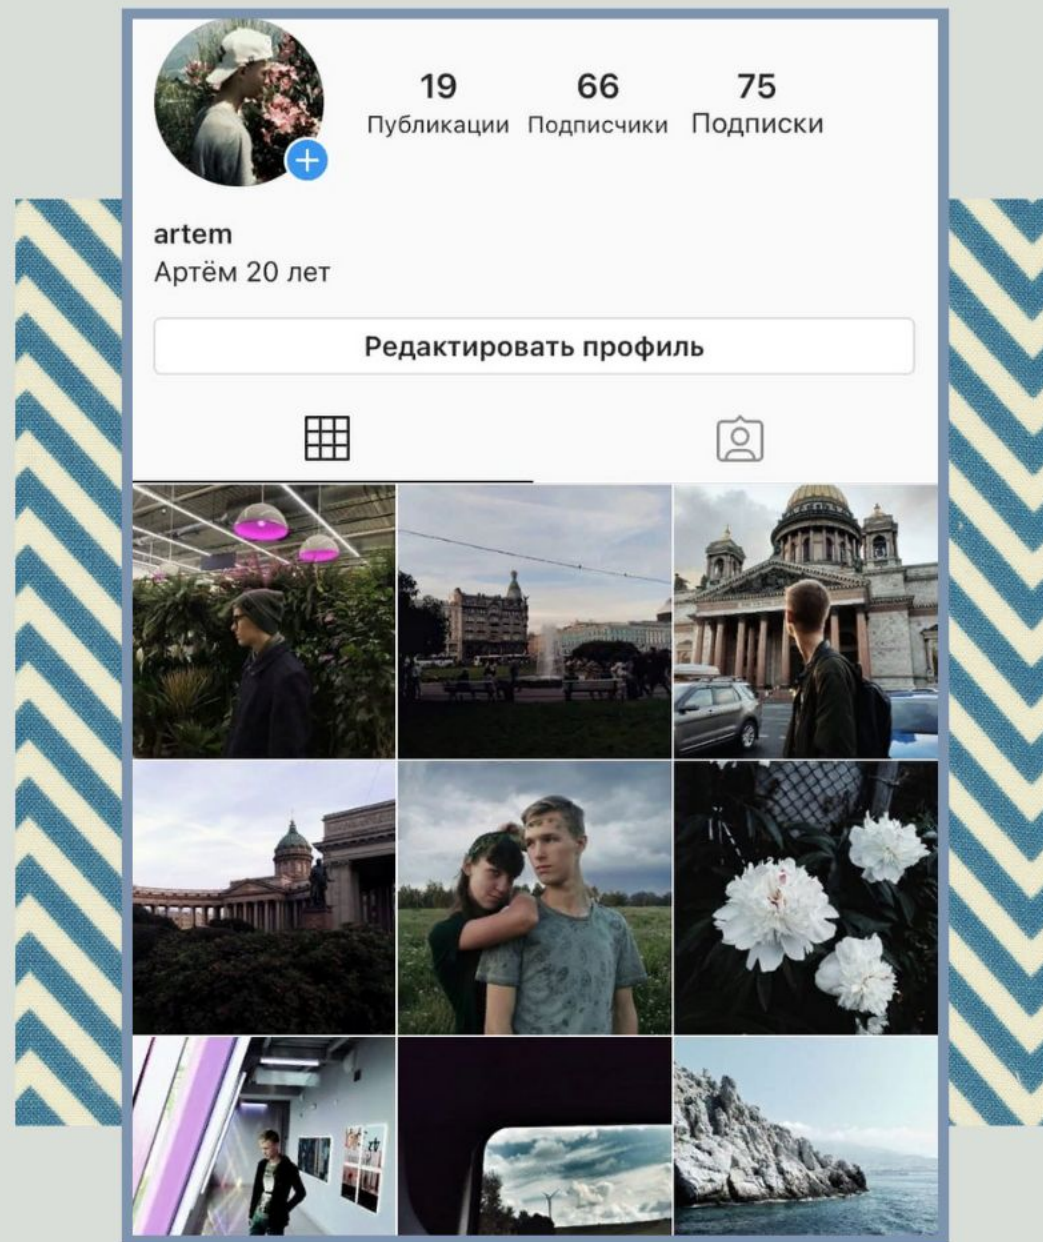 19 66 75
Публикации Подписчики Подписки
artem
Артём 20 лет
Редактировать профиль